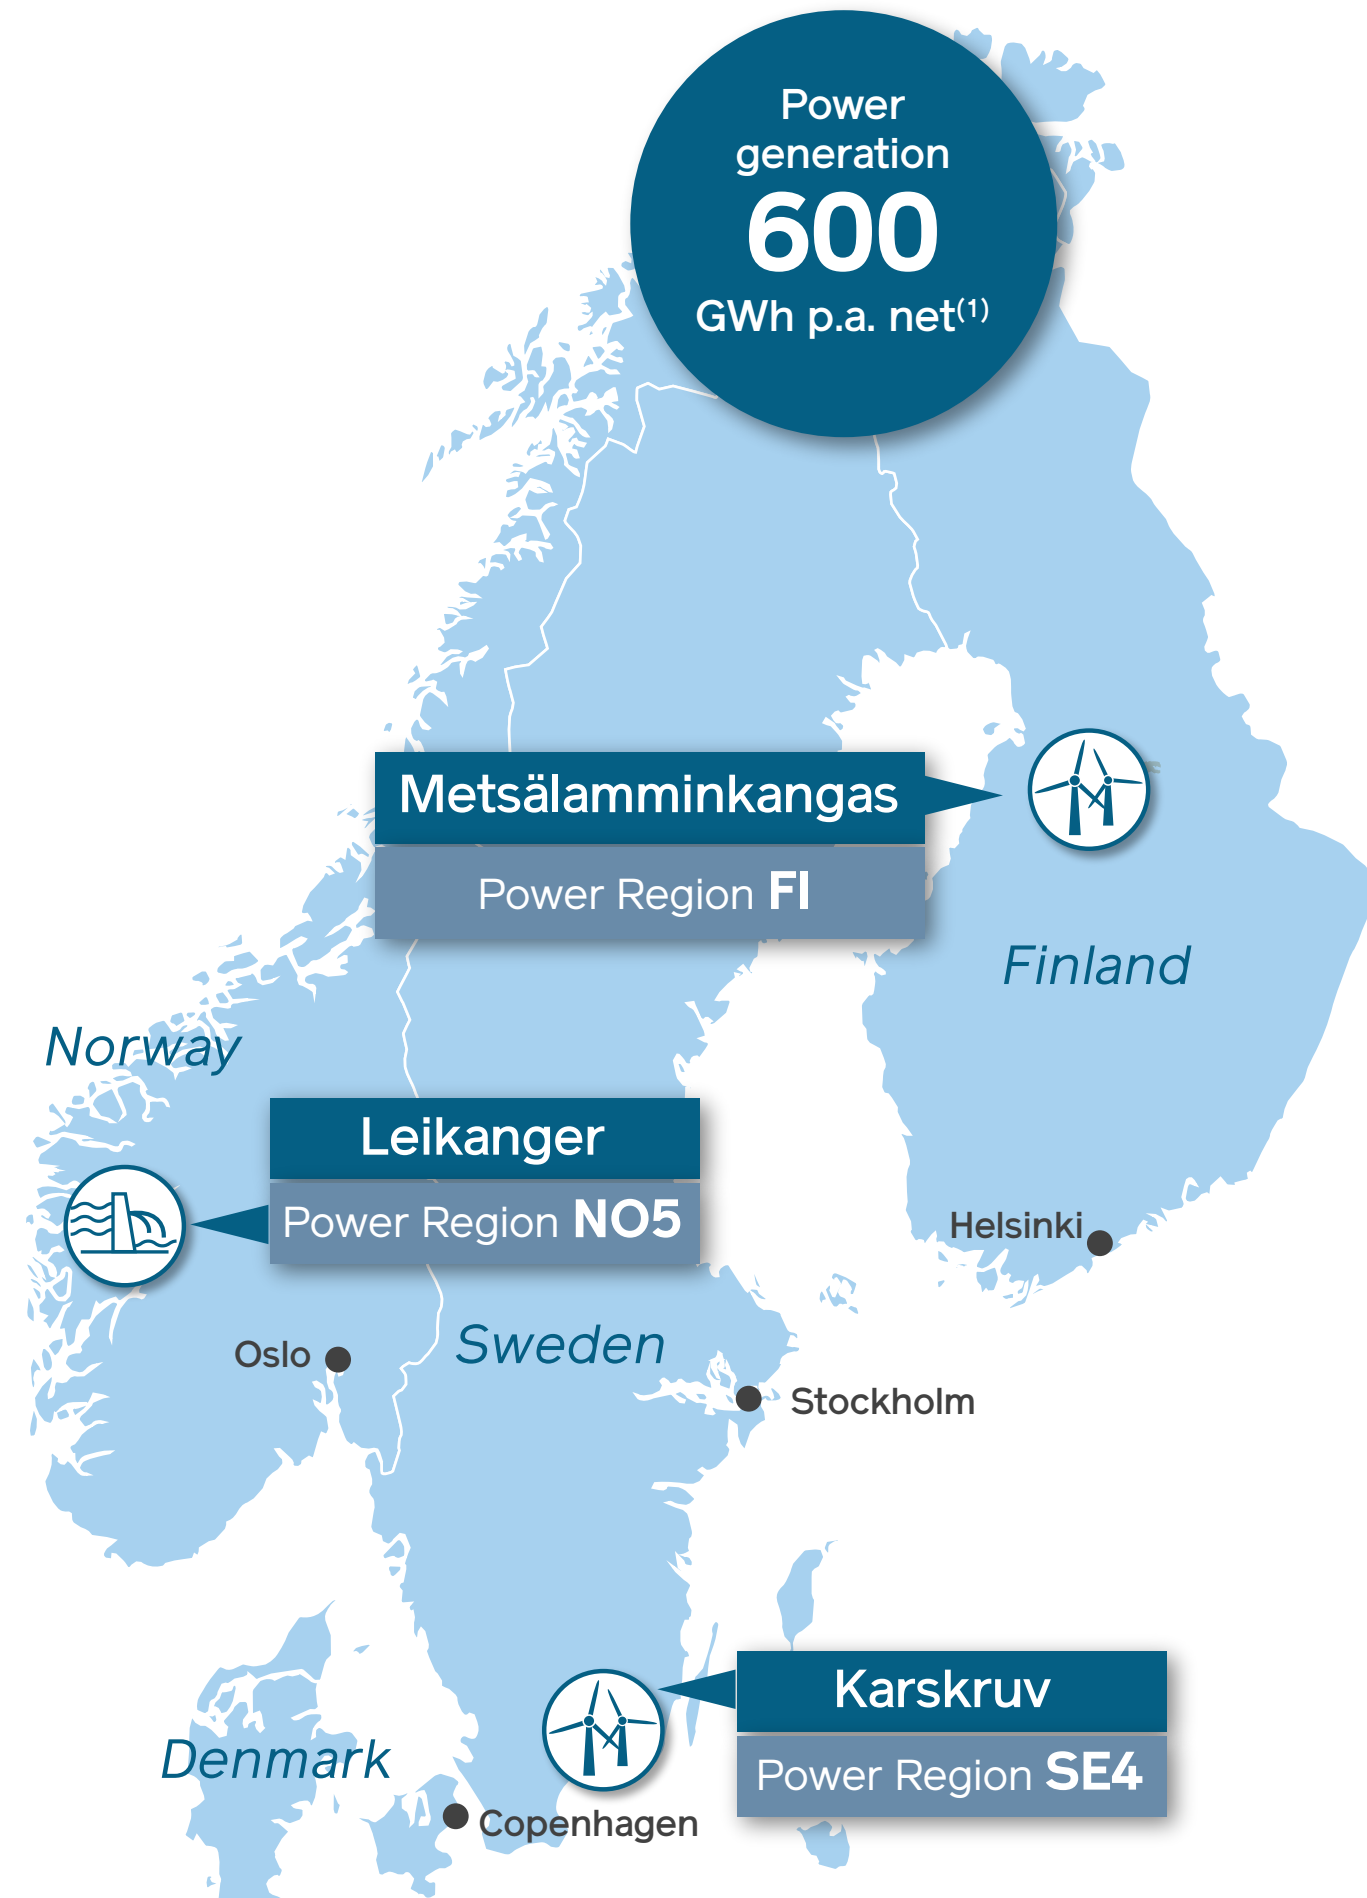 Power
generation
600
GWh p.a. net(1)
Metsälamminkangas
Power Region FI
Finland
Norway
Leikanger
Power Region NO5
Helsinki
Oslo
Sweden
Stockholm
Karskruv
Power Region SE4
Denmark
Copenhagen